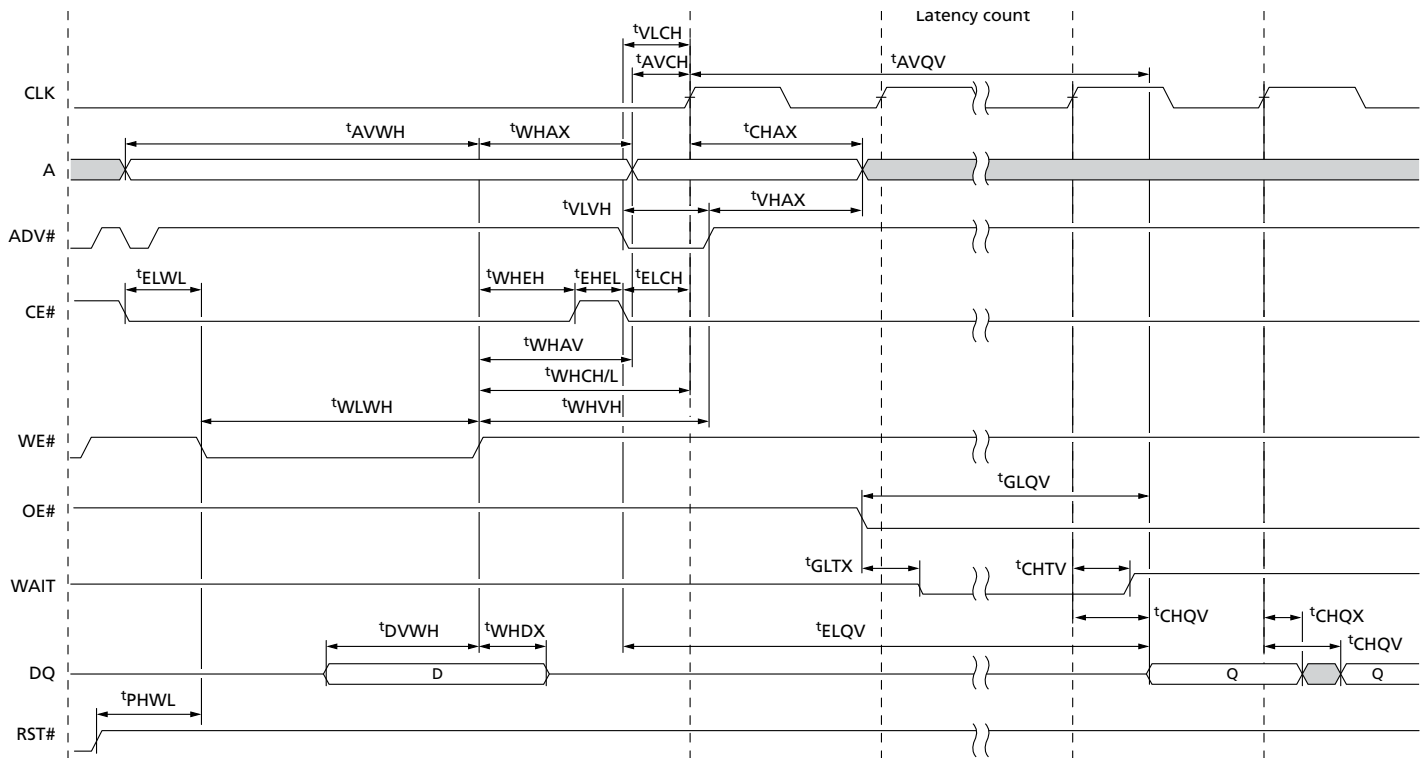 Latency count
tVLCH
tAVCH
tAVQV
CLK
tAVWH
tWHAX
tCHAX
A
tVLVH
tVHAX
ADV#
tELWL
tWHEH
tEHEL
tELCH
CE#
tWHAV
tWHCH/L
tWLWH
tWHVH
WE#
tGLQV
OE#
tGLTX
tCHTV
WAIT
tCHQV
tCHQX
tDVWH
tWHDX
tELQV
tCHQV
DQ
D
Q
Q
tPHWL
RST#